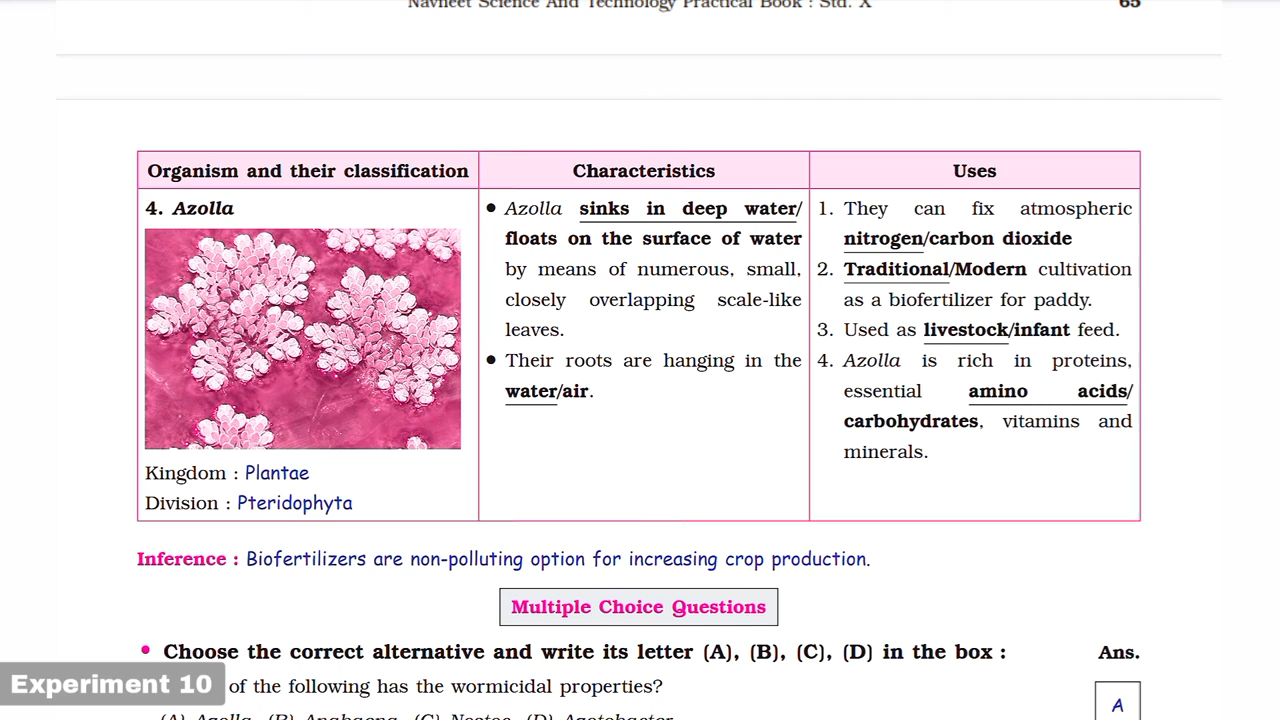 Navneet Science And Technology Practical Book : Std. X 65
Organism and their classification Characteristics Uses
4. Azolla
Kingdom : Plantae
Division : Pteridophyta
● Azolla sinks in deep water/
floats on the surface of water
by means of numerous, small,
closely overlapping scale-like
leaves.
● Their roots are hanging in the
water/air.
1. They can fix atmospheric
nitrogen/carbon dioxide
2. Traditional/Modern cultivation
as a biofertilizer for paddy.
3. Used as livestock/infant feed.
4. Azolla is rich in proteins,
essential amino acids/
carbohydrates, vitamins and
minerals.
Inference : Biofertilizers are non-polluting option for increasing crop production.
Multiple Choice Questions
• Choose the correct alternative and write its letter (A), (B), (C), (D) in the box : Ans.
of the following has the wormicidal properties? A
(A) Azolla (B) Anabaena (C) Nostoc (D) Azotobacter
Experiment 10